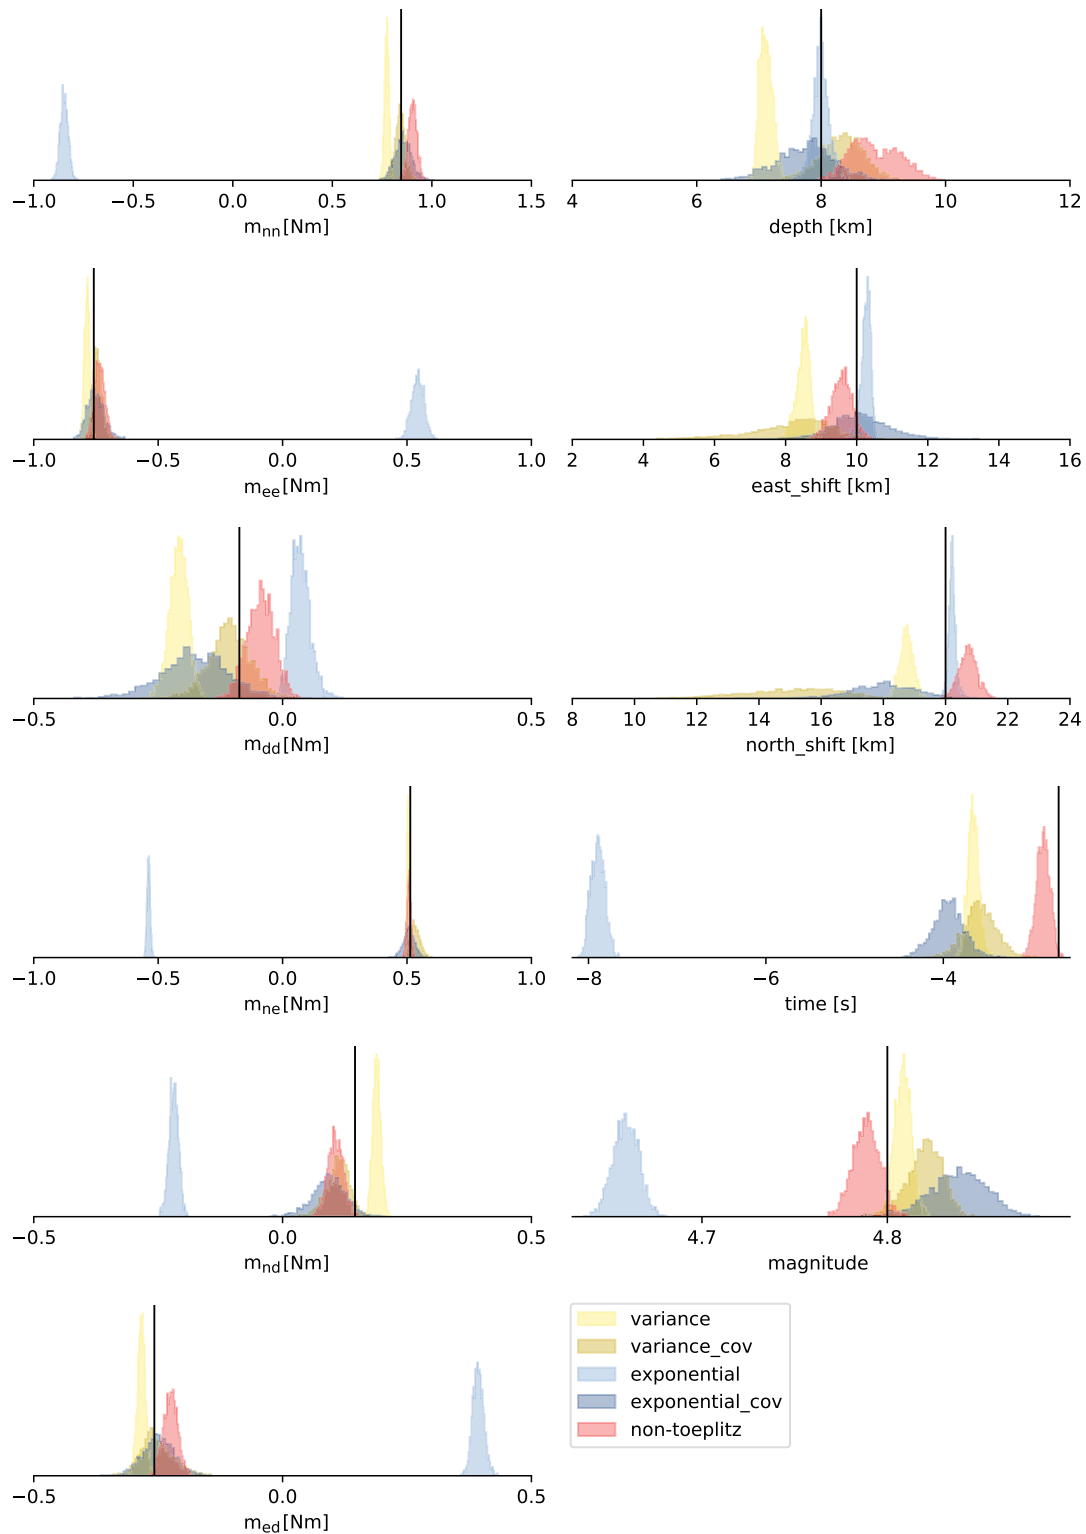 −1.0 −0.5 0.0 0.5 1.0 1.5
m_nn [Nm]
4 6 8 10 12
depth [km]
−1.0 −0.5 0.0 0.5 1.0
m_ee [Nm]
2 4 6 8 10 12 14 16
east_shift [km]
−0.5 0.0 0.5
m_dd [Nm]
8 10 12 14 16 18 20 22 24
north_shift [km]
−1.0 −0.5 0.0 0.5 1.0
m_ne [Nm]
−8 −6 −4
time [s]
−0.5 0.0 0.5
m_nd [Nm]
4.7 4.8
magnitude
−0.5 0.0 0.5
m_ed [Nm]
variance
variance_cov
exponential
exponential_cov
non-toeplitz